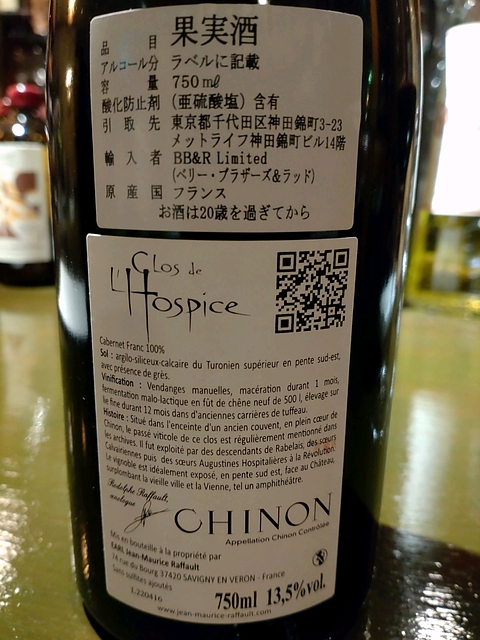 品目 果実酒
アルコール分 ラベルに記載
容量 750㎖
酸化防止剤 (亜硫酸塩) 含有
引取先 東京都千代田区神田錦町3-23
メットライフ神田錦町ビル14階
輸入者 BB&R Limited
(ベリー・ブラザーズ&ラッド)
原産国 フランス
お酒は20歳を過ぎてから
Clos de
L'Hospice
Cabernet Franc 100%
Sol : argilo-siliceux-calcaire du Turonien supérieur en pente sud-est,
avec présence de grès.
Vinification : Vendanges manuelles, macération durant 1 mois,
fermentation malo-lactique en fût de chêne neuf de 500 l, élevage sur
lie fine durant 12 mois dans d'anciennes carrières de tuffeau.
Histoire : Situé dans l'enceinte d'un ancien couvent, en plein cœur de
Chinon, le passé viticole de ce clos est régulièrement mentionné dans
les archives. Il fut exploité par des descendants de Rabelais, des sœurs
Calvairiennes puis des sœurs Augustines Hospitalières à la Révolution.
Le vignoble est idéalement exposé, en pente sud est, face au Château,
surplombant la vieille ville et la Vienne, tel un amphithéâtre.
Rodolphe Raffault,
œnologue
CHINON
Appellation Chinon Contrôlée
Mis en bouteille à la propriété par
EARL Jean-Maurice Raffault
74 rue du Bourg 37420 SAVIGNY EN VERON - France
Sans sulfites ajoutés
L.220416
750ml 13,5%vol.
www.jean-maurice-raffault.com